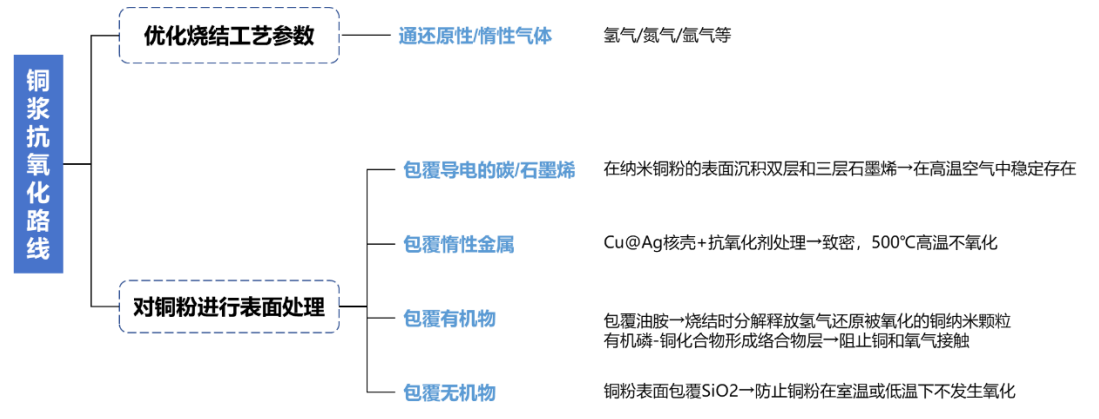 铜浆抗氧化路线
优化烧结工艺参数
通还原性/惰性气体
氢气/氮气/氩气等
对铜粉进行表面处理
包覆导电的碳/石墨烯
在纳米铜粉的表面沉积双层和三层石墨烯→在高温空气中稳定存在
包覆惰性金属
Cu@Ag核壳+抗氧化剂处理→致密，500℃高温不氧化
包覆有机物
包覆油胺→烧结时分解释放氢气还原被氧化的铜纳米颗粒
有机磷-铜化合物形成络合物层→阻止铜和氧气接触
包覆无机物
铜粉表面包覆SiO2→防止铜粉在室温或低温下不发生氧化